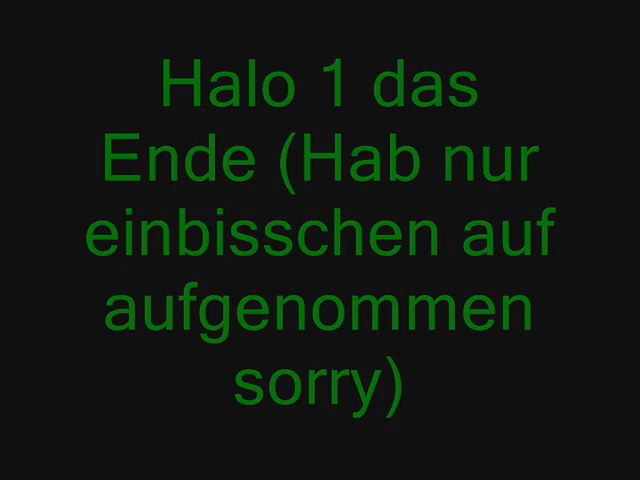 Halo 1 das
Ende (Hab nur
einbisschen auf
aufgenommen
sorry)